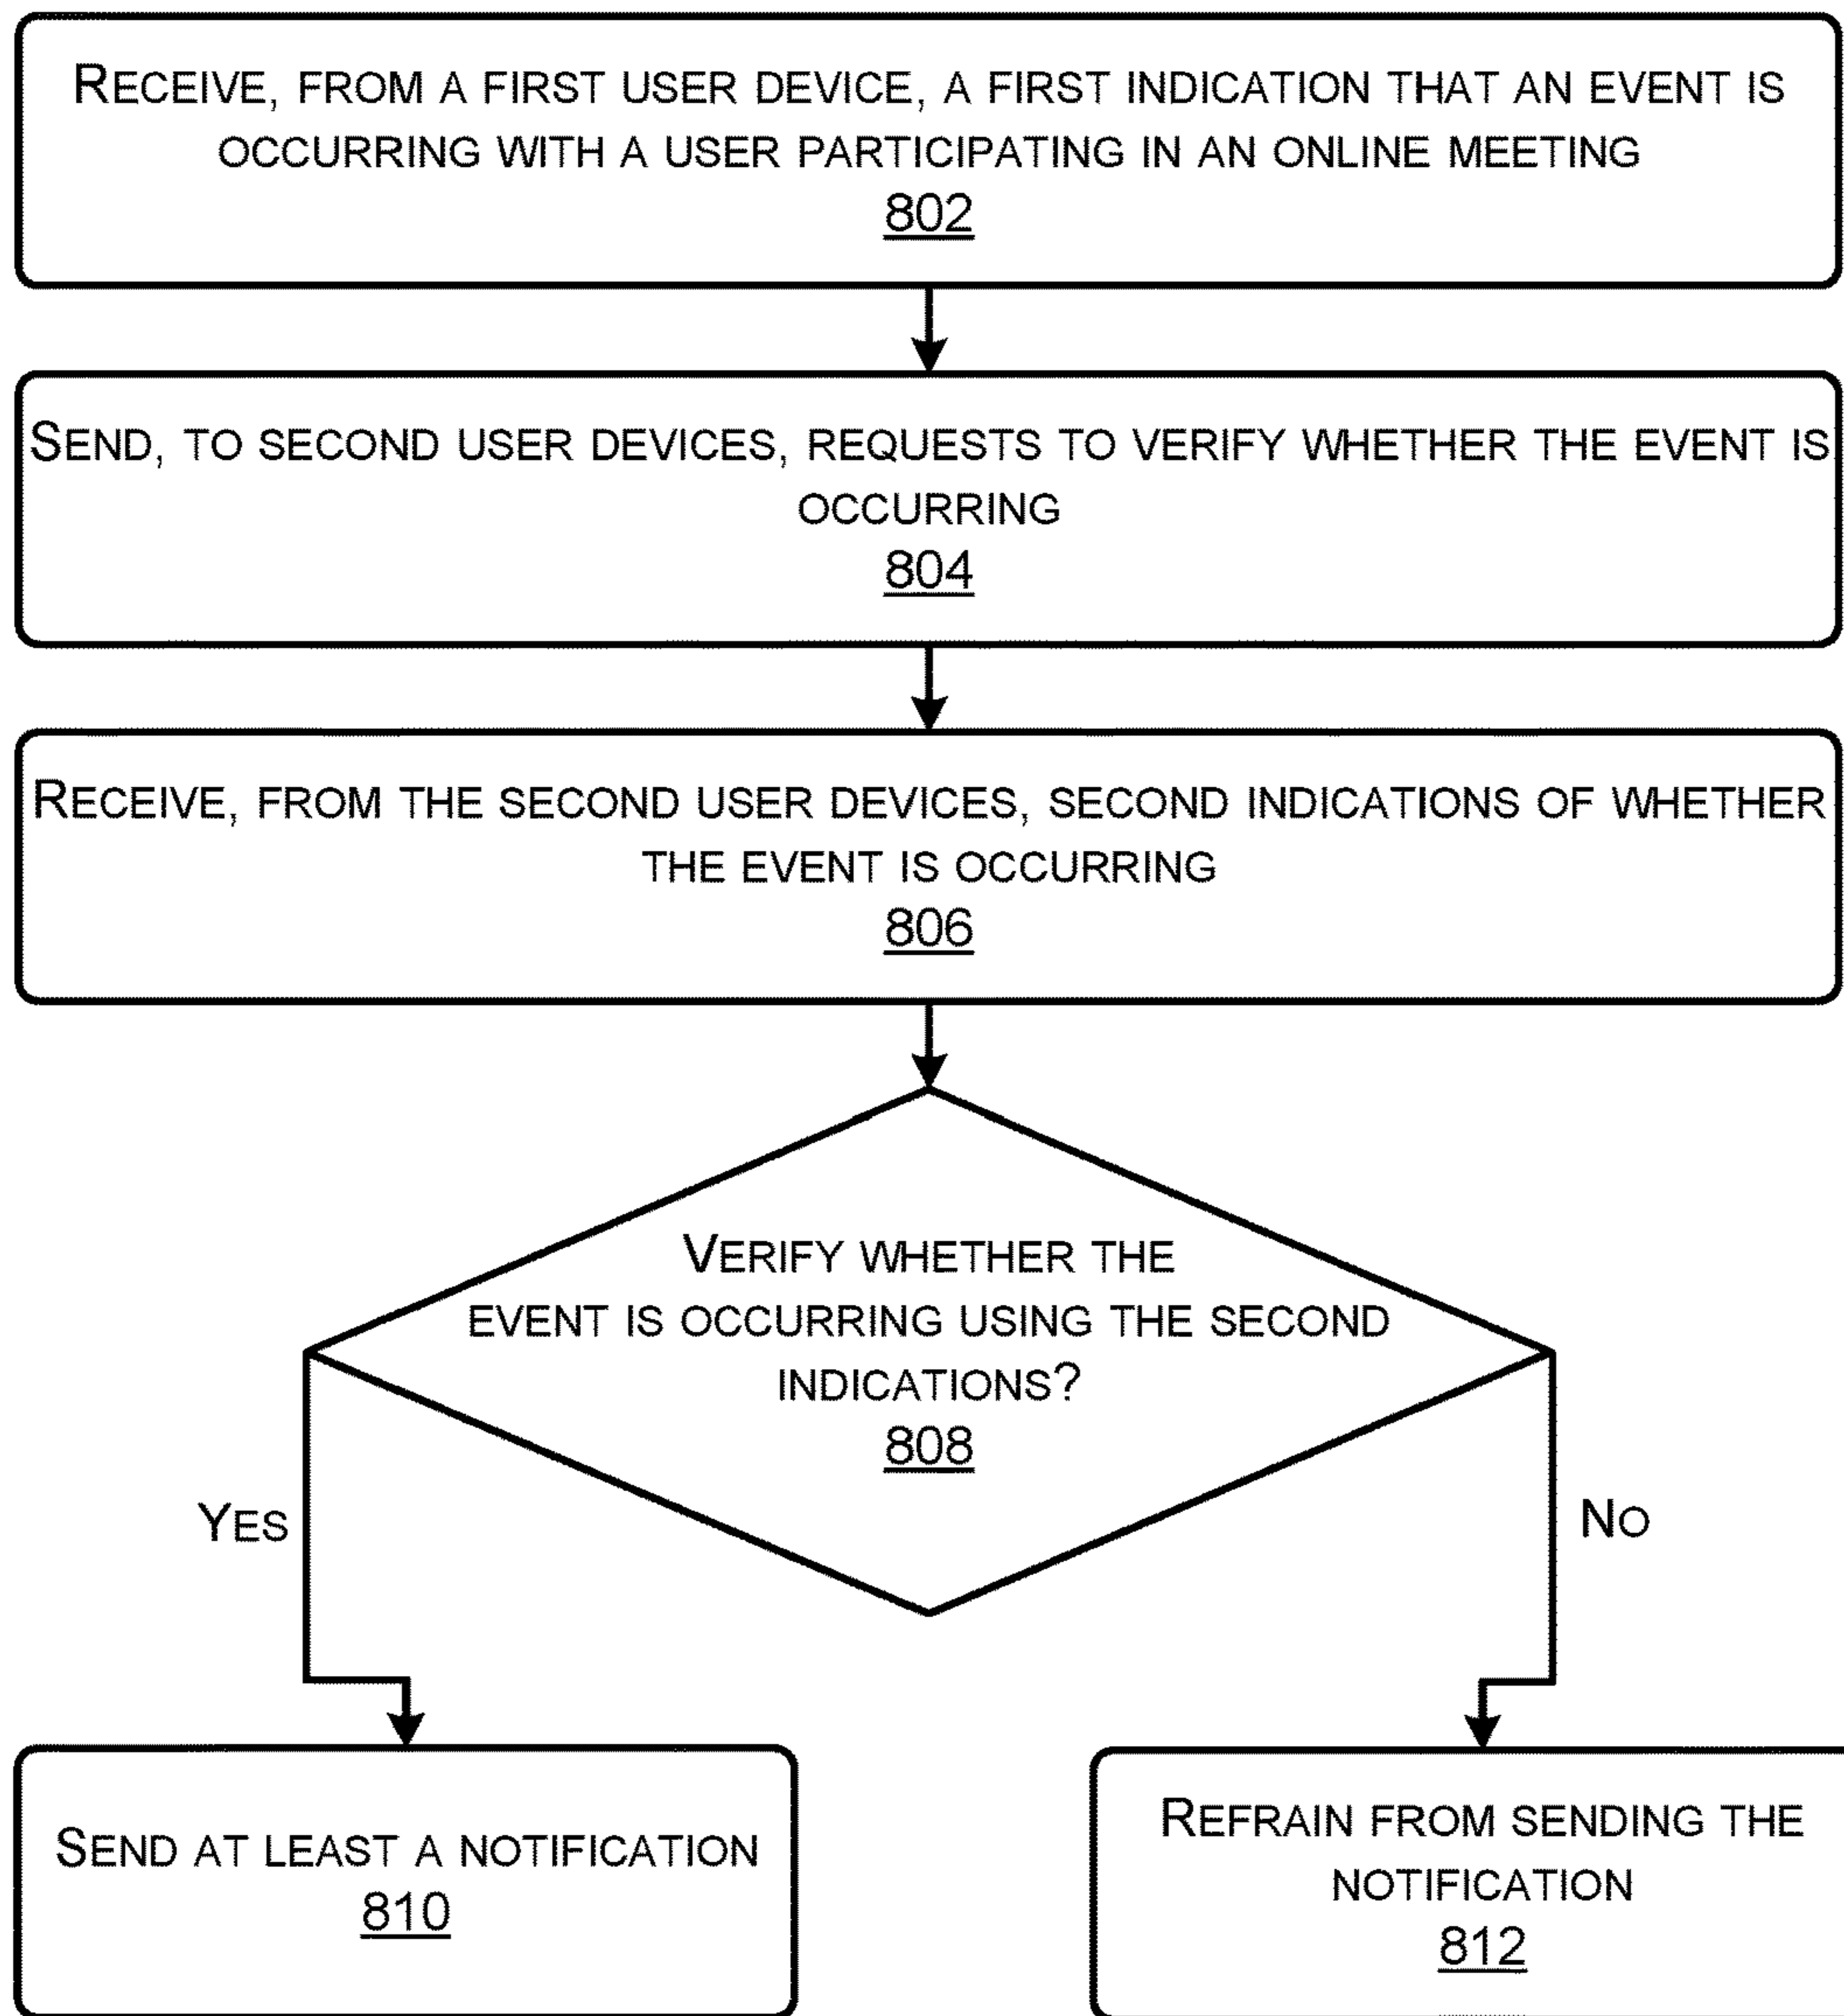 RECEIVE, FROM A FIRST USER DEVICE, A FIRST INDICATION THAT AN EVENT IS
OCCURRING WITH A USER PARTICIPATING IN AN ONLINE MEETING
802
SEND, TO SECOND USER DEVICES, REQUESTS TO VERIFY WHETHER THE EVENT IS
OCCURRING
804
RECEIVE, FROM THE SECOND USER DEVICES, SECOND INDICATIONS OF WHETHER
THE EVENT IS OCCURRING
806
VERIFY WHETHER THE
EVENT IS OCCURRING USING THE SECOND
INDICATIONS?
808
YES
NO
SEND AT LEAST A NOTIFICATION
810
REFRAIN FROM SENDING THE
NOTIFICATION
812